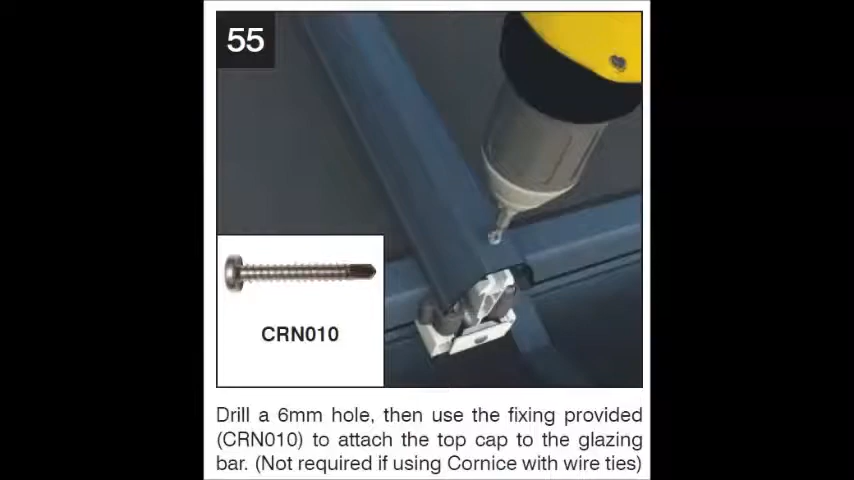 55
CRN010
Drill a 6mm hole, then use the fixing provided
(CRN010) to attach the top cap to the glazing
bar. (Not required if using Cornice with wire ties)